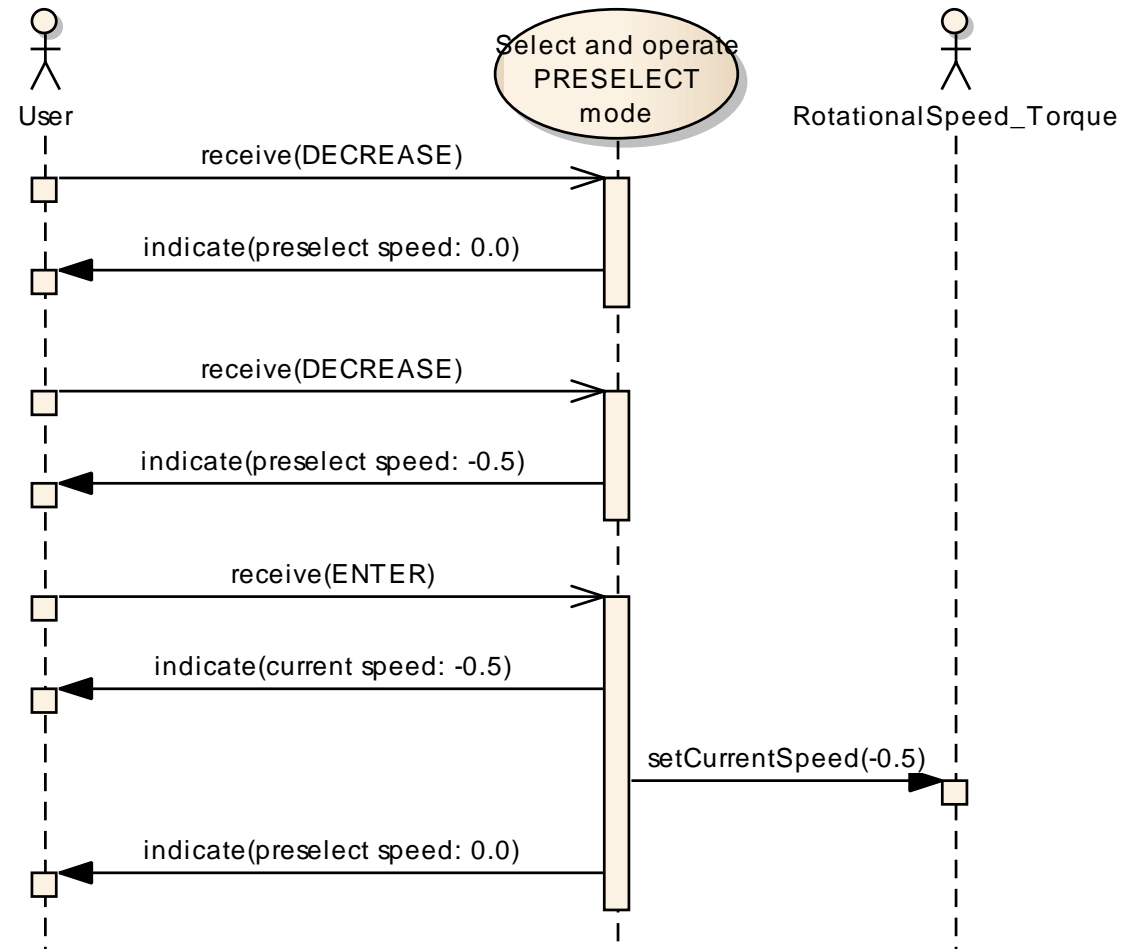 Select and operate
PRESELECT
mode
User
RotationalSpeed_Torque
receive(DECREASE)
indicate(preselect speed: 0.0)
receive(DECREASE)
indicate(preselect speed: -0.5)
receive(ENTER)
indicate(current speed: -0.5)
setCurrentSpeed(-0.5)
indicate(preselect speed: 0.0)